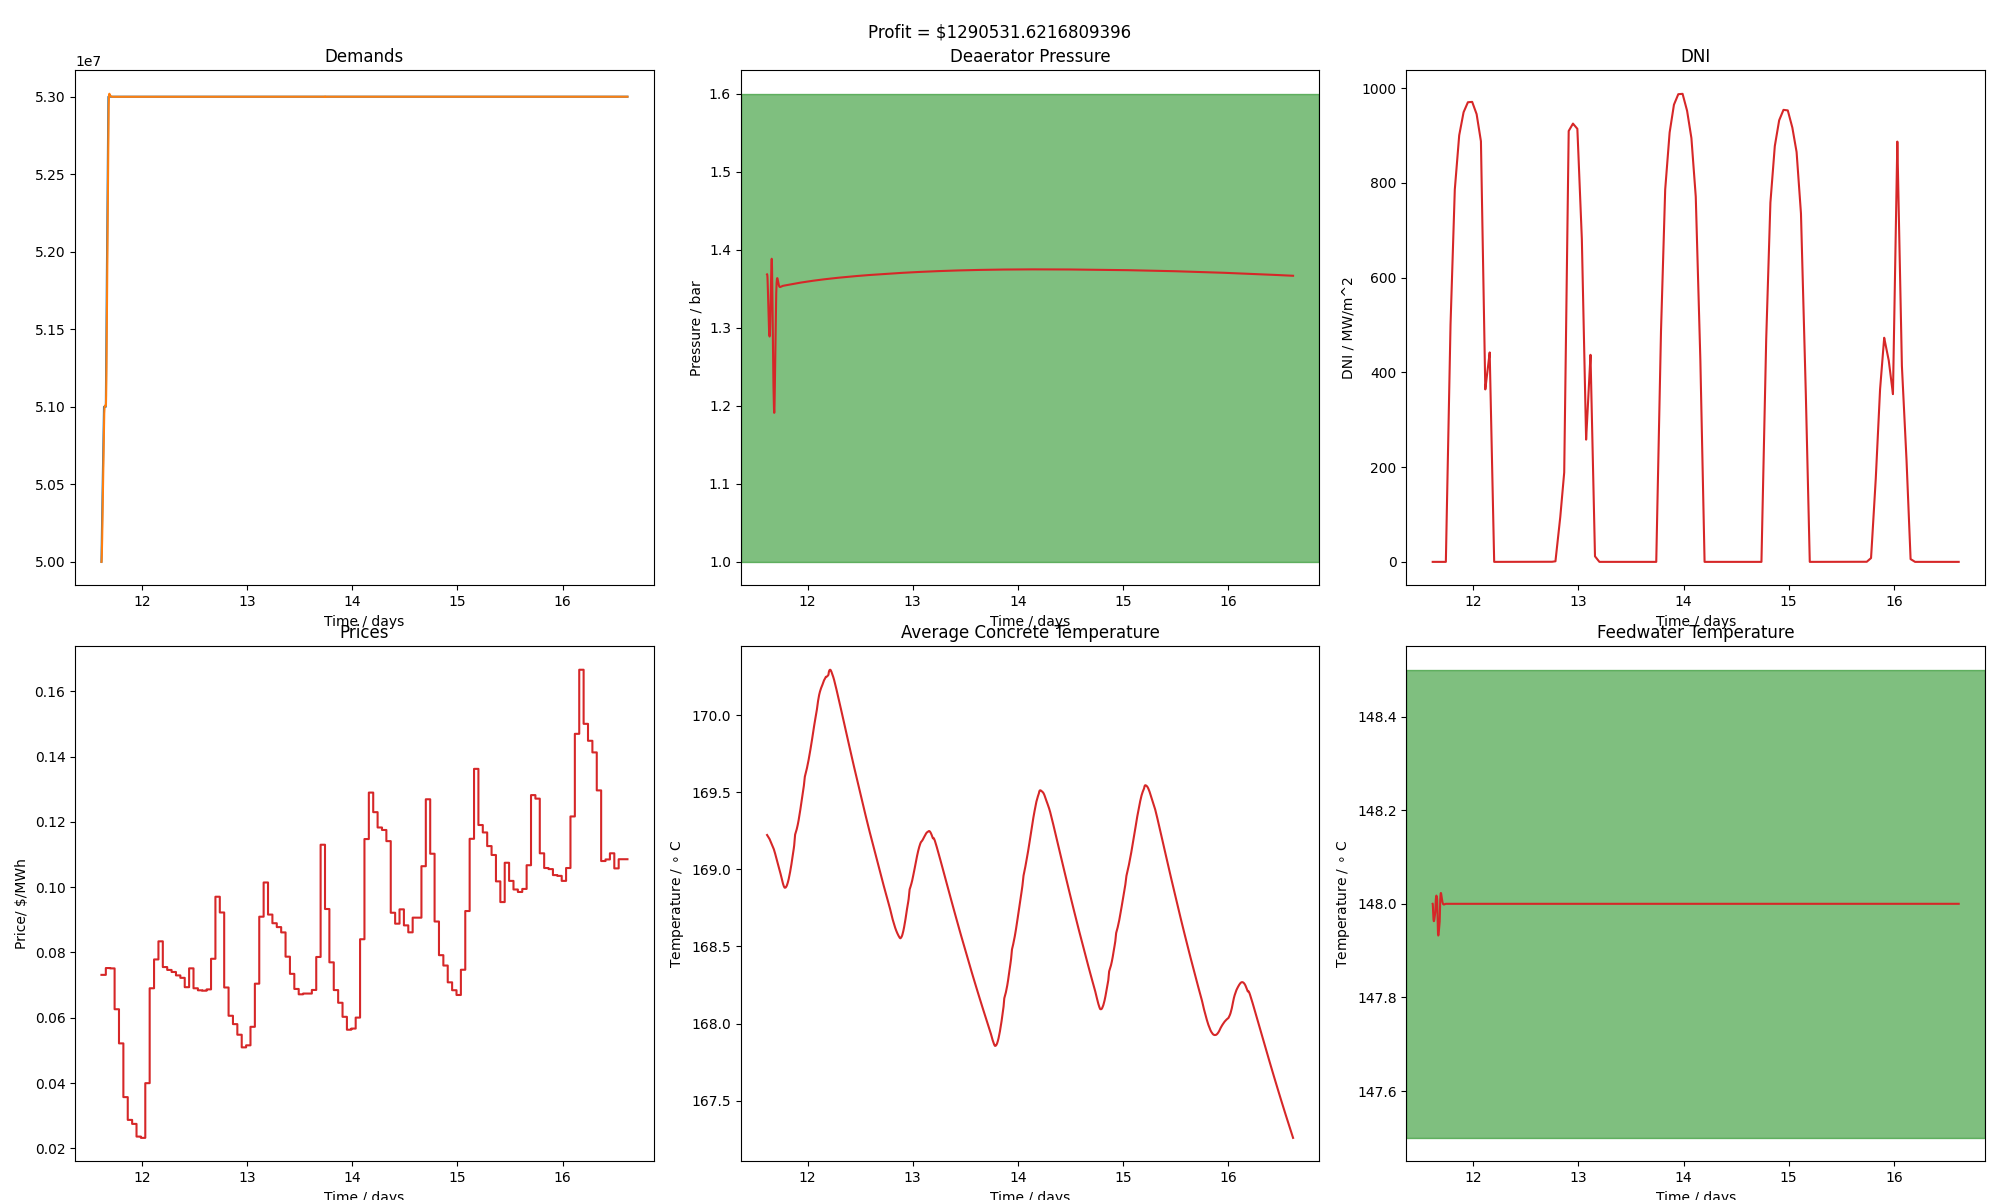 Profit = $1290531.6216809396
Demands
1e7
5.30
5.25
5.20
5.15
5.10
5.05
5.00
12 13 14 15 16
Time / days
Deaerator Pressure
Pressure / bar
1.6
1.5
1.4
1.3
1.2
1.1
1.0
12 13 14 15 16
Time / days
DNI
DNI / MW/m^2
1000
800
600
400
200
0
12 13 14 15 16
Time / days
Prices
Price/ $/MWh
0.16
0.14
0.12
0.10
0.08
0.06
0.04
0.02
12 13 14 15 16
Time / days
Average Concrete Temperature
Temperature / ∘ C
170.0
169.5
169.0
168.5
168.0
167.5
12 13 14 15 16
Time / days
Feedwater Temperature
Temperature / ∘ C
148.4
148.2
148.0
147.8
147.6
12 13 14 15 16
Time / days